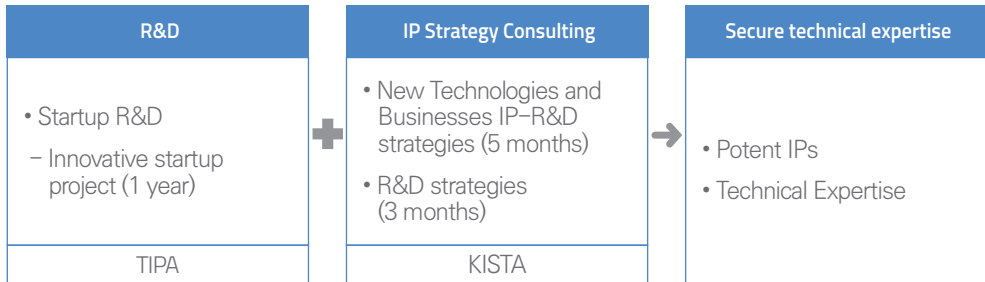 R&D
• Startup R&D
– Innovative startup
project (1 year)
TIPA
IP Strategy Consulting
• New Technologies and
Businesses IP-R&D
strategies (5 months)
• R&D strategies
(3 months)
KISTA
Secure technical expertise
• Potent IPs
• Technical Expertise